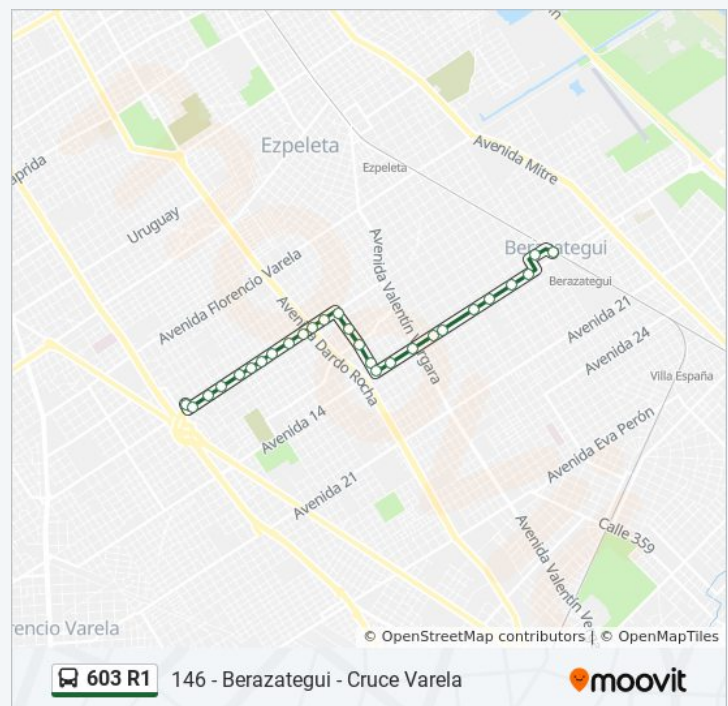 Ezpeleta
Ezpeleta
Avenida Mitre
aprida
Uruguay
Avenida Florencio Varela
Avenida Valentín Vergara
Berazategui
Berazategui
Avenida Dardo Rocha
Avenida 21
Avenida 24
Villa España
Avenida 14
Avenida Eva Perón
Avenida 21
Calle 359
Avenida Valentín Ve
rencio Varela
© OpenStreetMap contributors | © OpenMapTiles
603 R1 146 - Berazategui - Cruce Varela
moovit